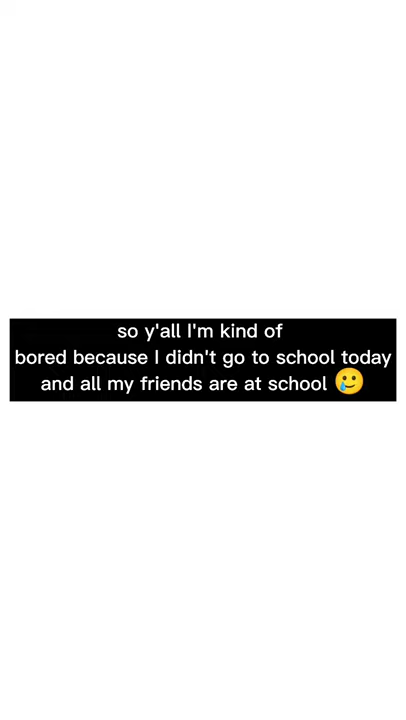 so y'all I'm kind of
bored because I didn't go to school today
and all my friends are at school 🥲